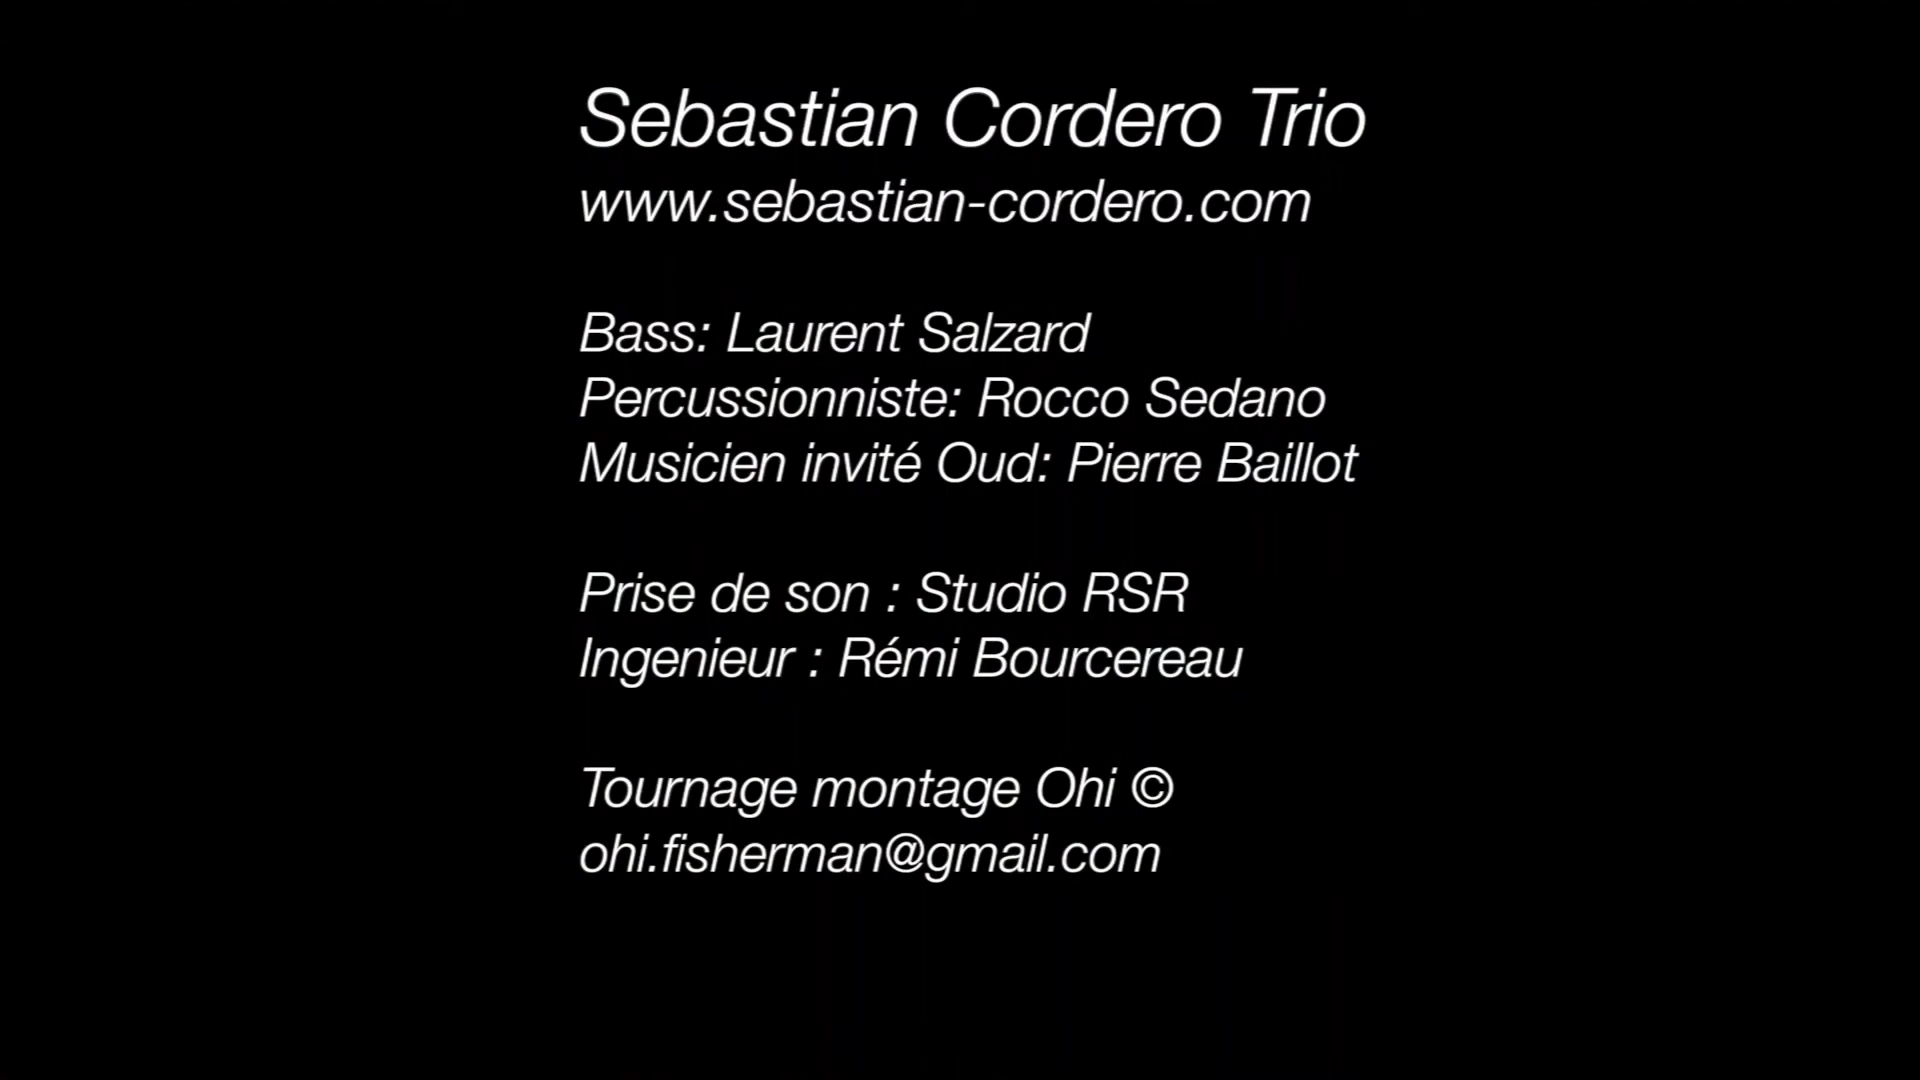 Sebastian Cordero Trio
www.sebastian-cordero.com
Bass: Laurent Salzard
Percussionniste: Rocco Sedano
Musicien invité Oud: Pierre Baillot
Prise de son : Studio RSR
Ingenieur : Rémi Bourcereau
Tournage montage Ohi ©
ohi.fisherman@gmail.com